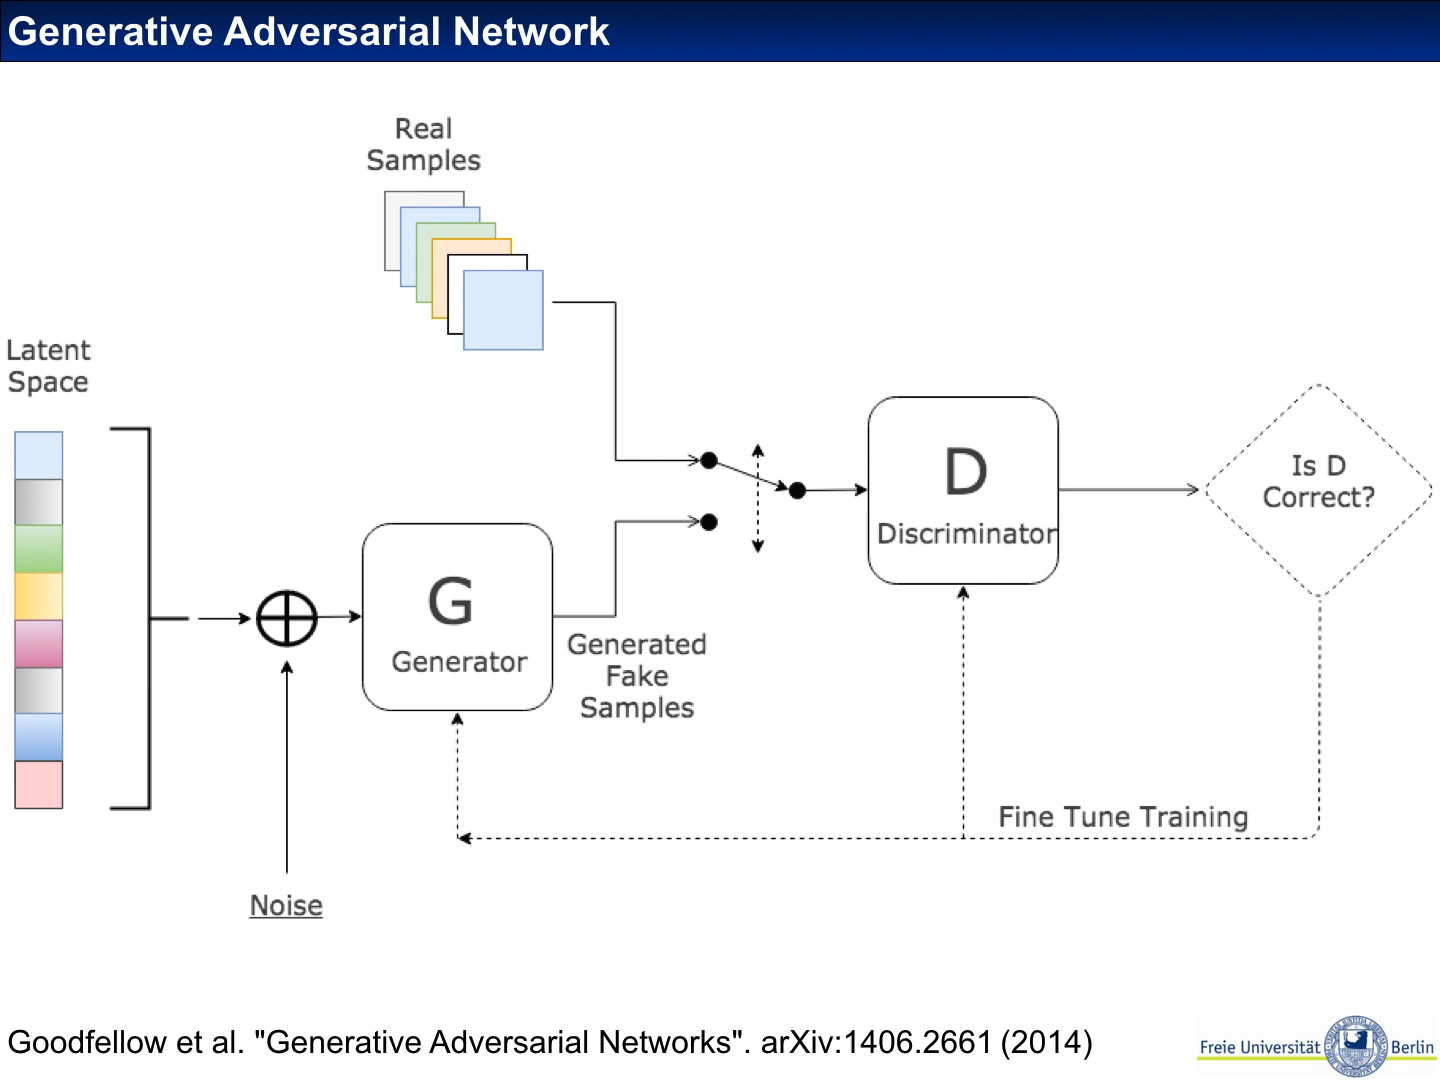 Generative Adversarial Network
Real
Samples
Latent
Space
Is D
Correct?
D
Discriminator
G
Generator
Generated
Fake
Samples
Fine Tune Training
Noise
Goodfellow et al. "Generative Adversarial Networks". arXiv:1406.2661 (2014)
Freie Universität Berlin